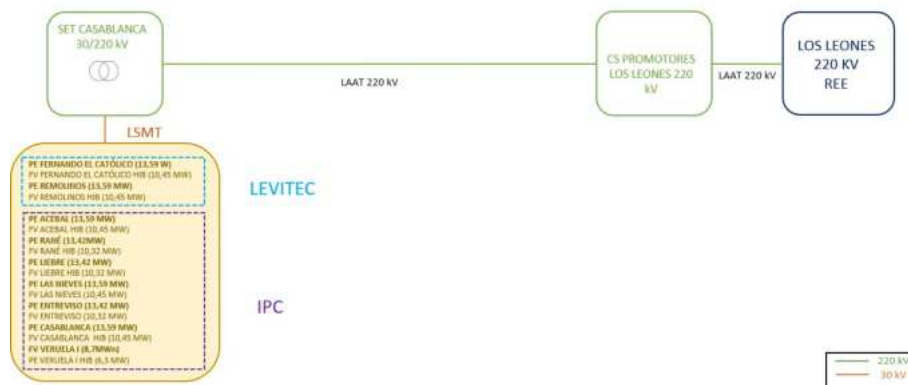 SET CASABLANCA
30/220 kV
LAAT 220 kV
CS PROMOTORES
LOS LEONES 220
kV
LAAT 220 kV
LOS LEONES
220 KV
REE
LSMT
PE FERNANDO EL CATÓLICO (13,59 W)
FV FERNANDO EL CATÓLICO HIB (10,45 MW)
PE REMOLINOS (13,59 MW)
FV REMOLINOS HIB (10,45 MW)
LEVITEC
PE ACEBAL (13,59 MW)
FV ACEBAL HIB (10,45 MW)
PE RANÉ (13,42MW)
FV RANÉ HIB (10,32 MW)
PE LIEBRE (13,42 MW)
FV LIEBRE HIB (10,32 MW)
PE LAS NIEVES (13,59 MW)
FV LAS NIEVES (10,45 MW)
PE ENTREVISO (13,42 MW)
FV ENTREVISO (10,32 MW)
PE CASABLANCA (13,59 MW)
FV CASABLANCA HIB (10,45 MW)
FV VERUELA I (8,7MWn)
PE VERUELA I HIB (6,5 MW)
IPC
220 kV
30 kV